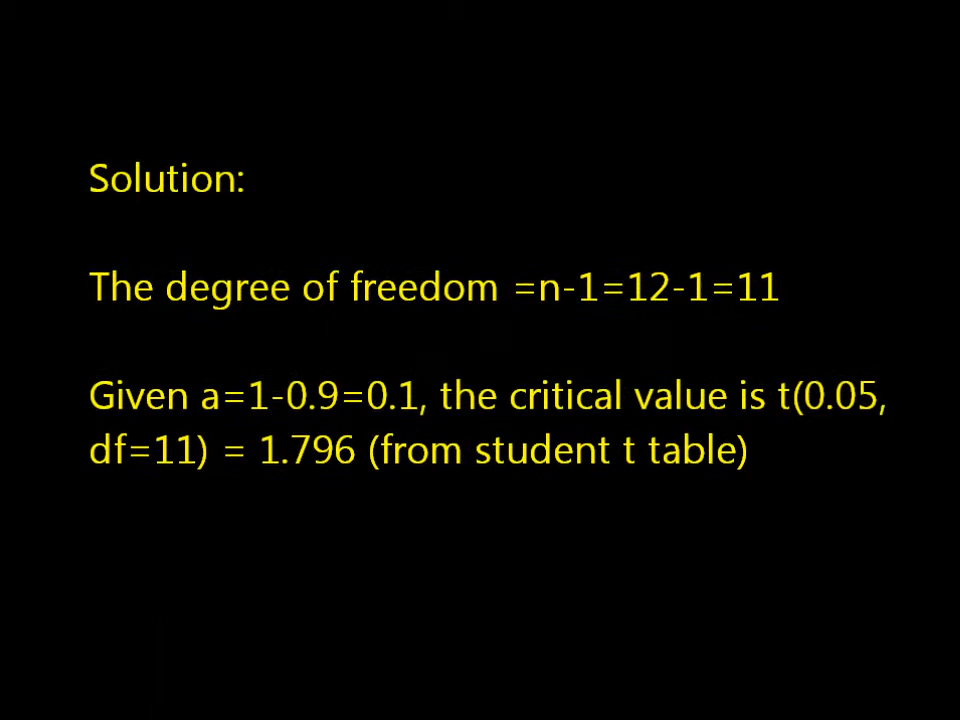 Solution:
The degree of freedom =n-1=12-1=11
Given a=1-0.9=0.1, the critical value is t(0.05,
df=11) = 1.796 (from student t table)